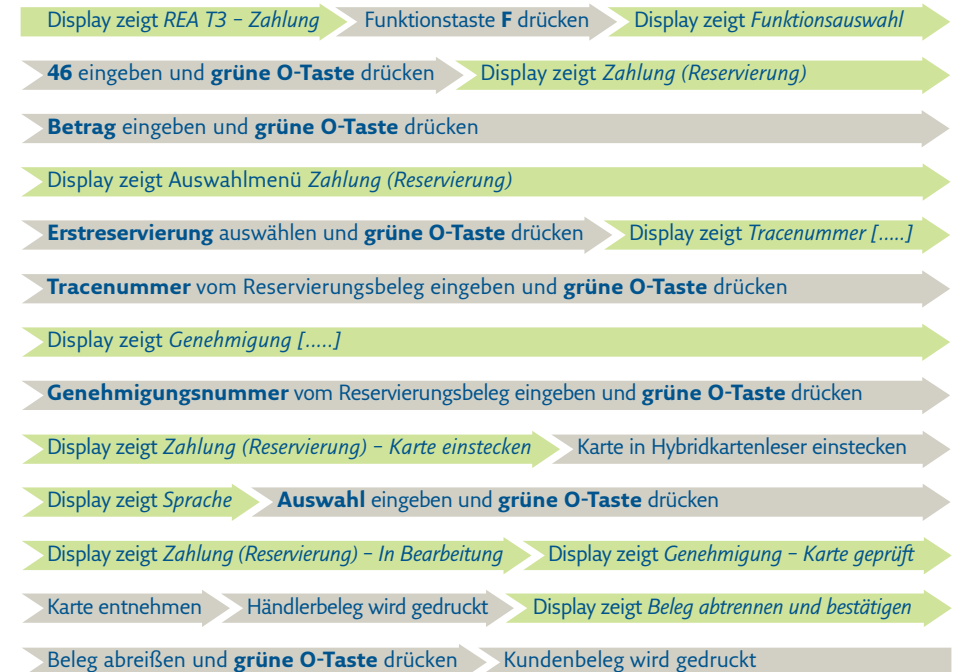 Display zeigt REA T3 – Zahlung Funktionstaste F drücken Display zeigt Funktionsauswahl
46 eingeben und grüne O-Taste drücken Display zeigt Zahlung (Reservierung)
Betrag eingeben und grüne O-Taste drücken
Display zeigt Auswahlmenü Zahlung (Reservierung)
Erstreservierung auswählen und grüne O-Taste drücken Display zeigt Tracenummer [.....]
Tracenummer vom Reservierungsbeleg eingeben und grüne O-Taste drücken
Display zeigt Genehmigung [.....]
Genehmigungsnummer vom Reservierungsbeleg eingeben und grüne O-Taste drücken
Display zeigt Zahlung (Reservierung) – Karte einstecken Karte in Hybridkartenleser einstecken
Display zeigt Sprache Auswahl eingeben und grüne O-Taste drücken
Display zeigt Zahlung (Reservierung) – In Bearbeitung Display zeigt Genehmigung – Karte geprüft
Karte entnehmen Händlerbeleg wird gedruckt Display zeigt Beleg abtrennen und bestätigen
Beleg abreißen und grüne O-Taste drücken Kundenbeleg wird gedruckt